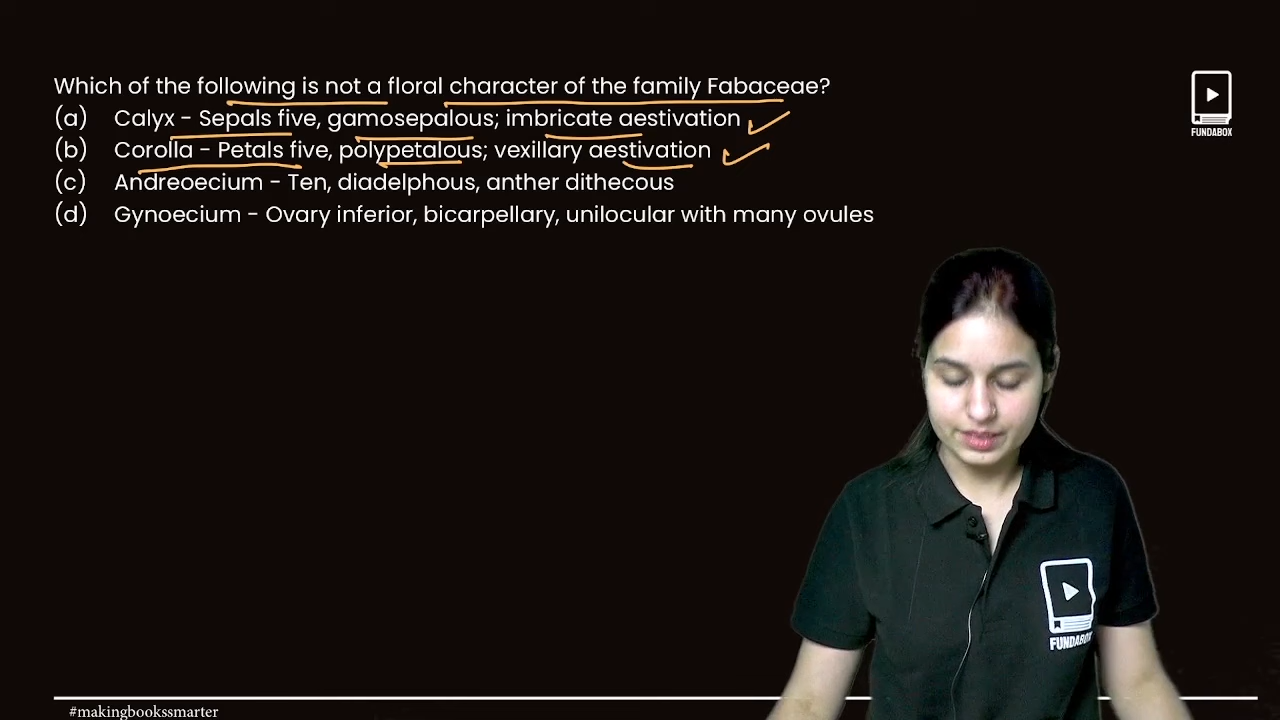 Which of the following is not a floral character of the family Fabaceae?
(a) Calyx - Sepals five, gamosepalous; imbricate aestivation
(b) Corolla - Petals five, polypetalous; vexillary aestivation
(c) Andreoecium - Ten, diadelphous, anther dithecous
(d) Gynoecium - Ovary inferior, bicarpellary, unilocular with many ovules
FUNDABOX
FUNDABOX
#makingbookssmarter